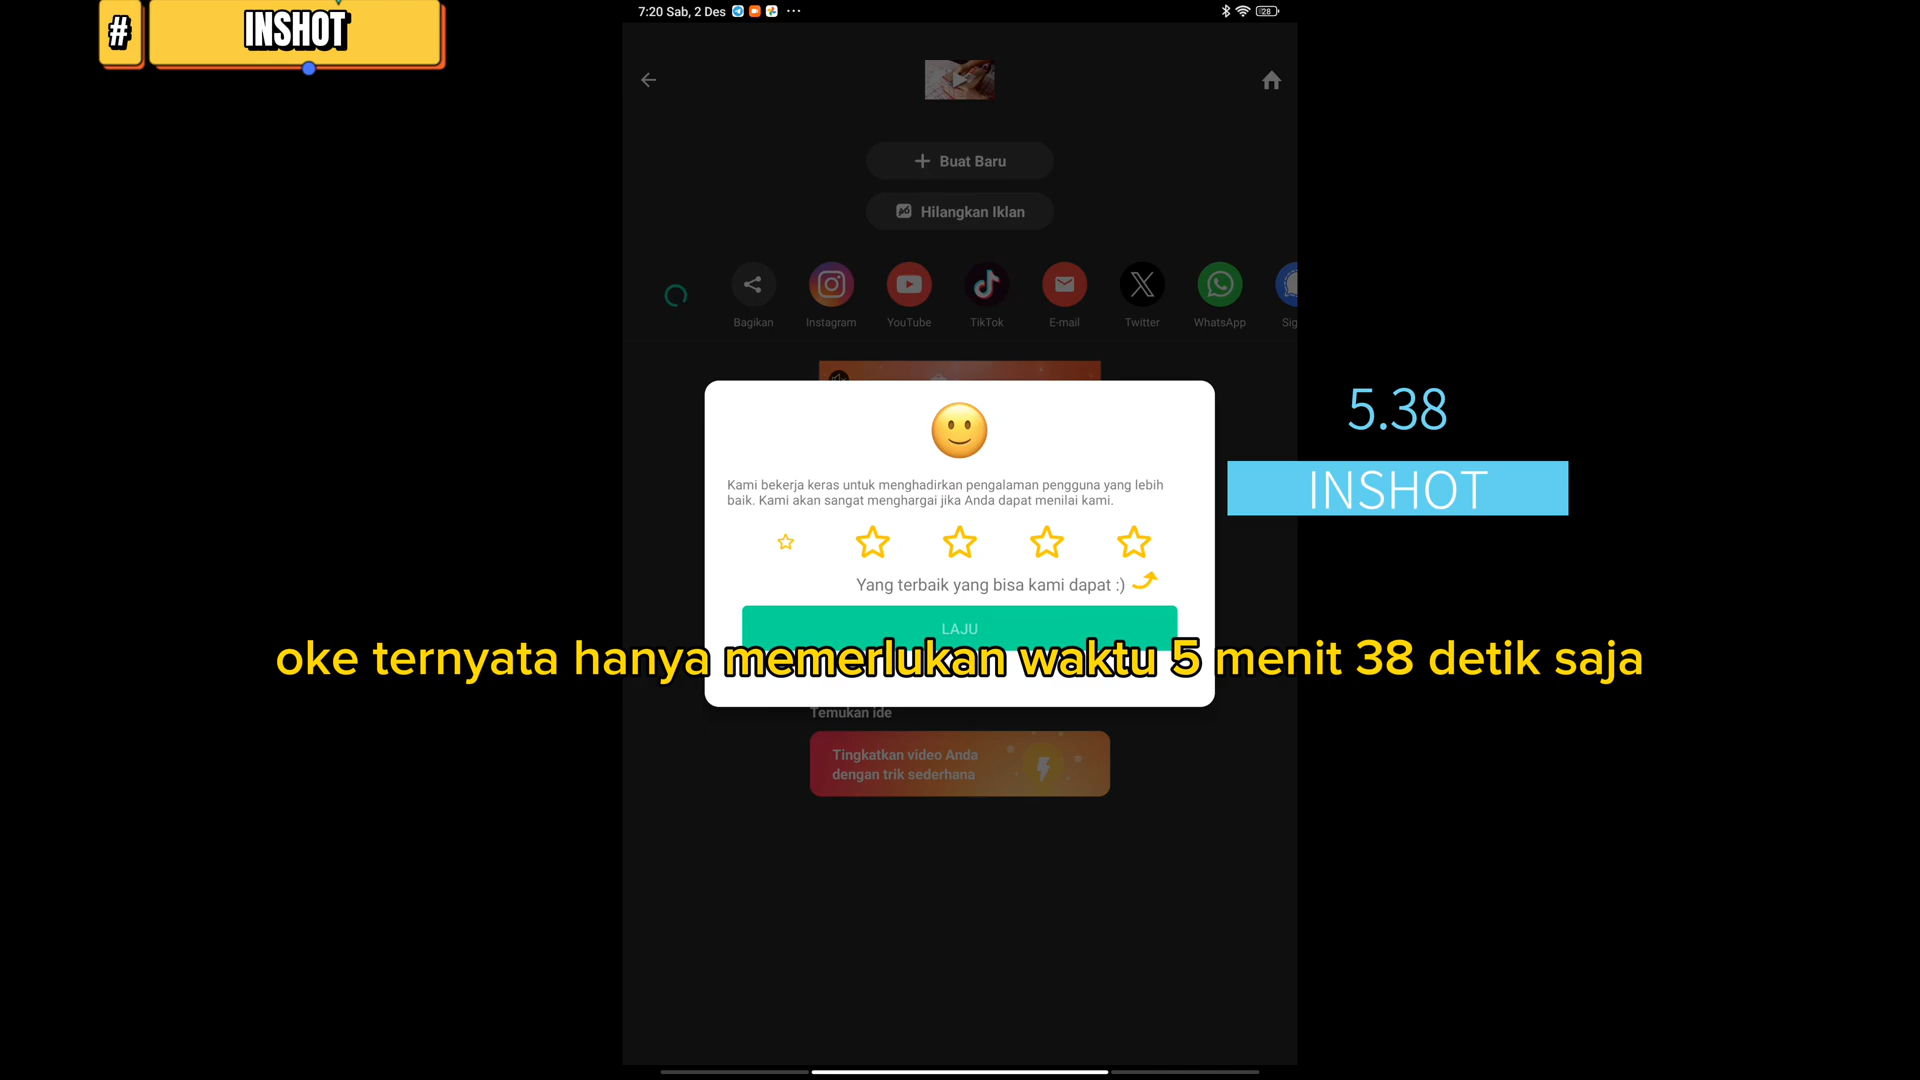 # INSHOT
7:20 Sab, 2 Des
28
Buat Baru
Hilangkan Iklan
Bagikan
Instagram
YouTube
TikTok
E-mail
Twitter
WhatsApp
Sig
Kami bekerja keras untuk menghadirkan pengalaman pengguna yang lebih
baik. Kami akan sangat menghargai jika Anda dapat menilai kami.
Yang terbaik yang bisa kami dapat :)
LAJU
5.38
INSHOT
oke ternyata hanya memerlukan waktu 5 menit 38 detik saja
Temukan ide
Tingkatkan video Anda
dengan trik sederhana